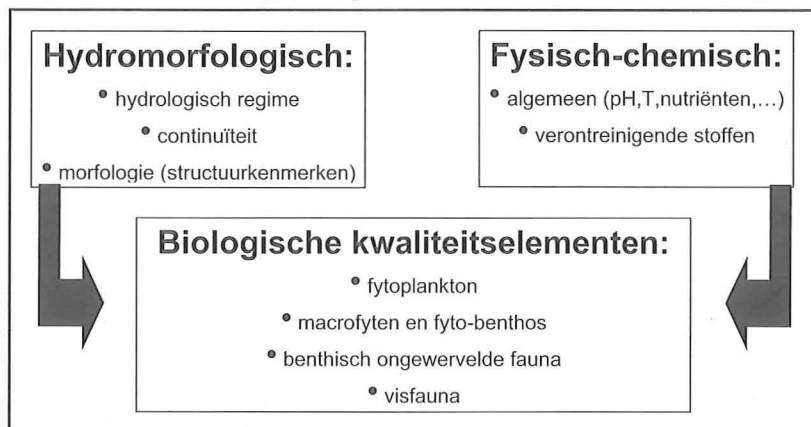 Hydromorfologisch:
• hydrologisch regime
• continuïteit
• morfologie (structuurkenmerken)
Fysisch-chemisch:
• algemeen (pH,T,nutriënten,...)
• verontreinigende stoffen
Biologische kwaliteitselementen:
• fytoplankton
• macrofyten en fyto-benthos
• benthisch ongewervelde fauna
• visfauna